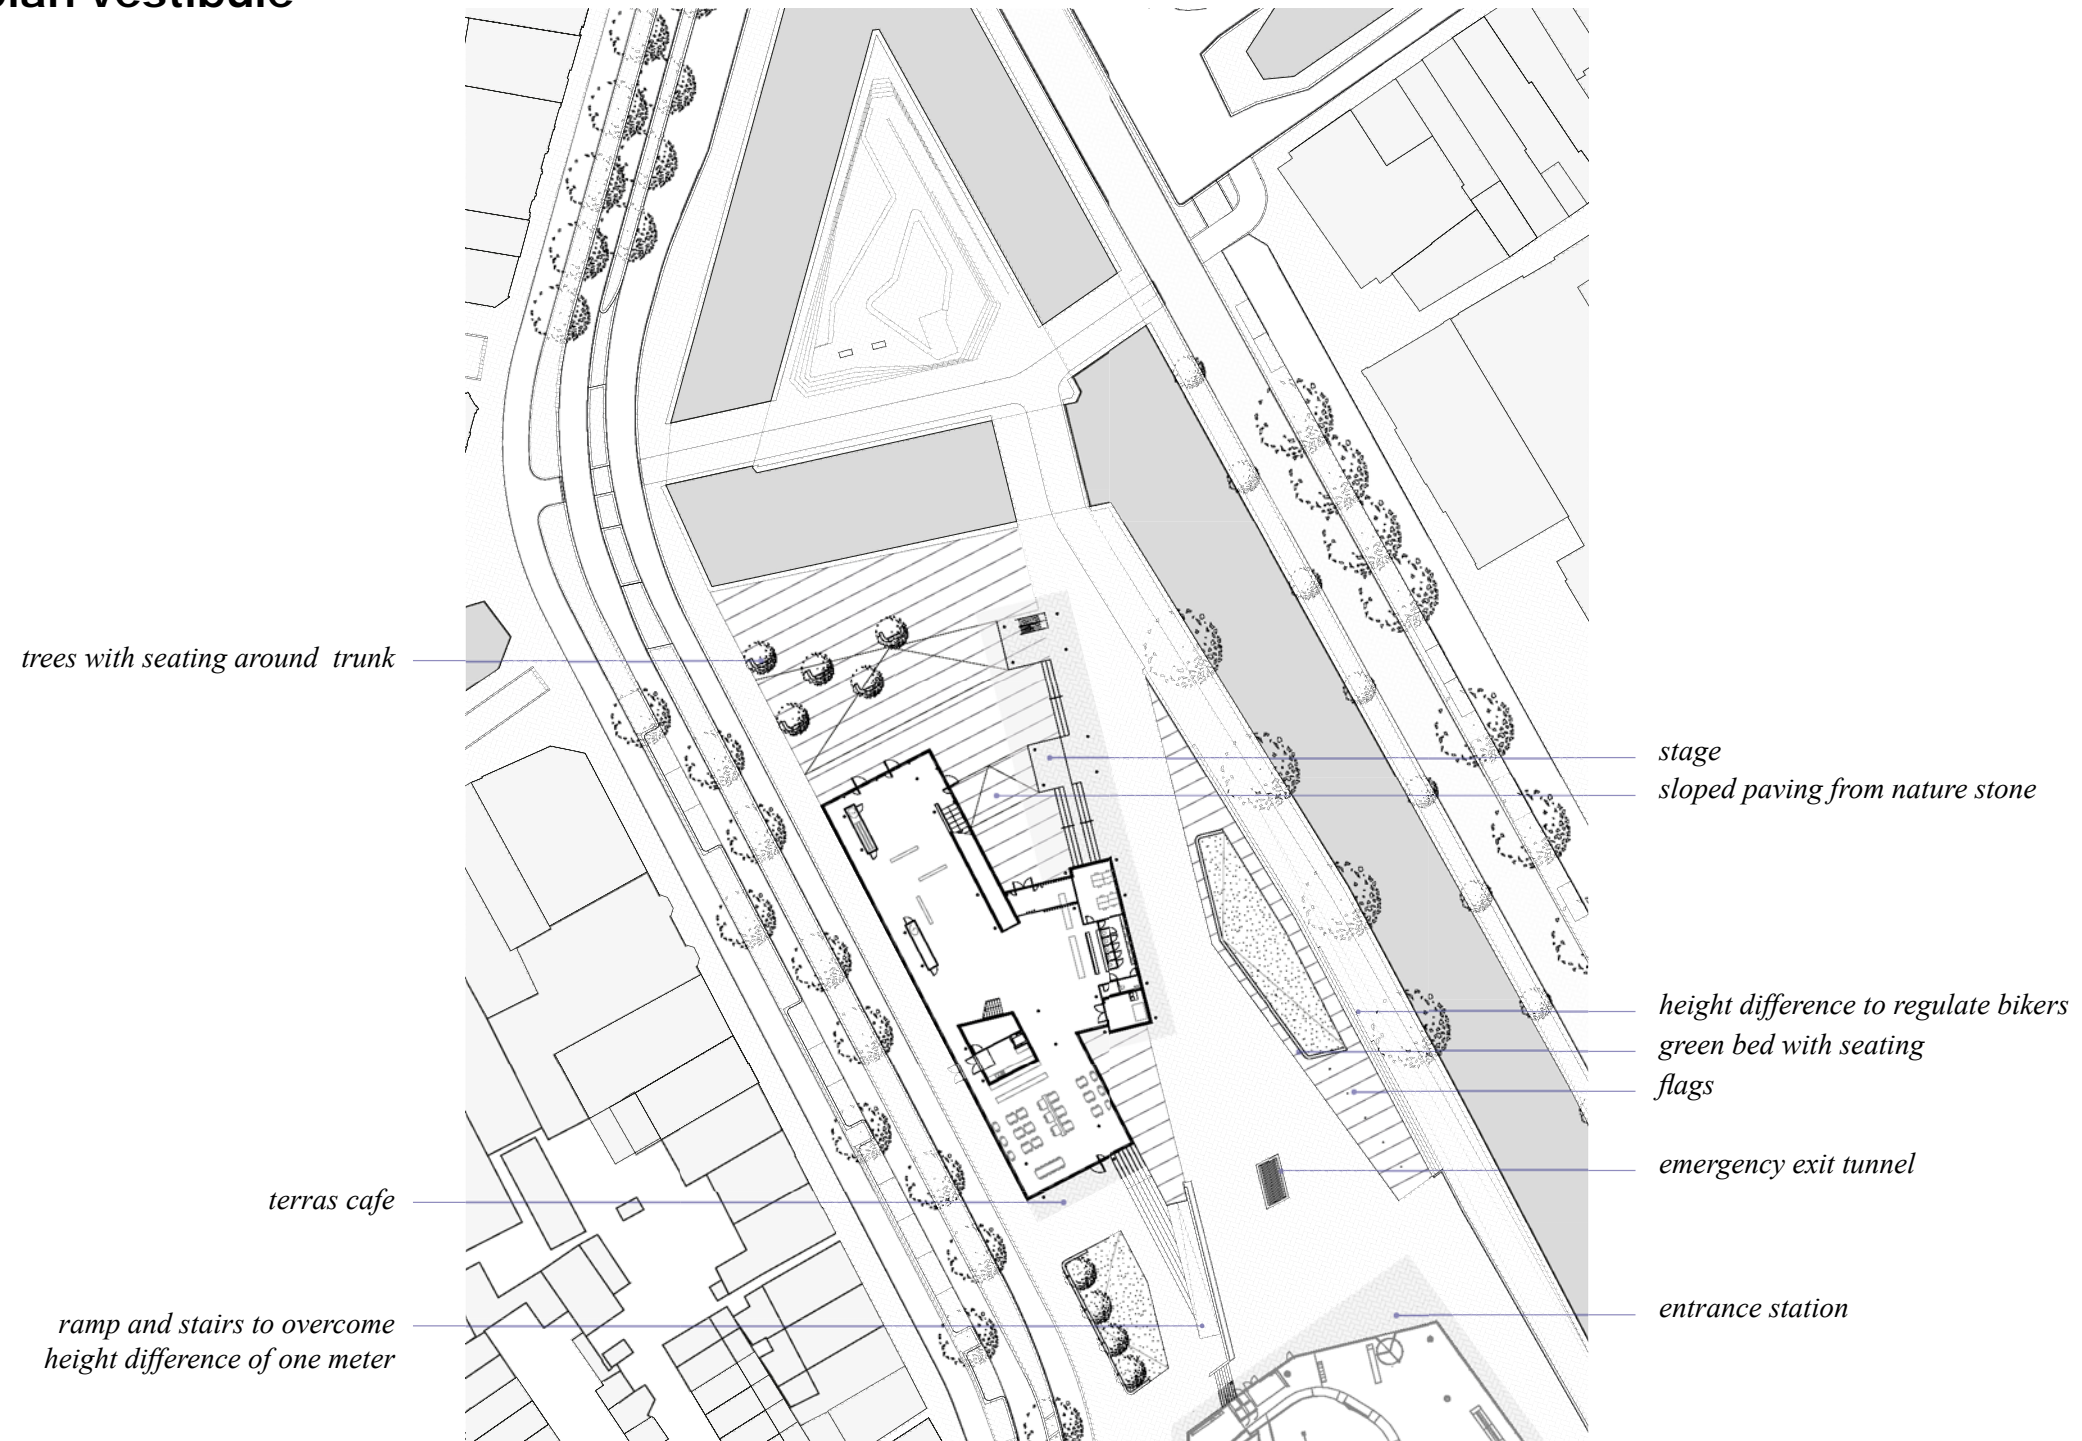 plan vestibule
trees with seating around trunk
stage
sloped paving from nature stone
height difference to regulate bikers
green bed with seating
flags
emergency exit tunnel
terras cafe
entrance station
ramp and stairs to overcome
height difference of one meter